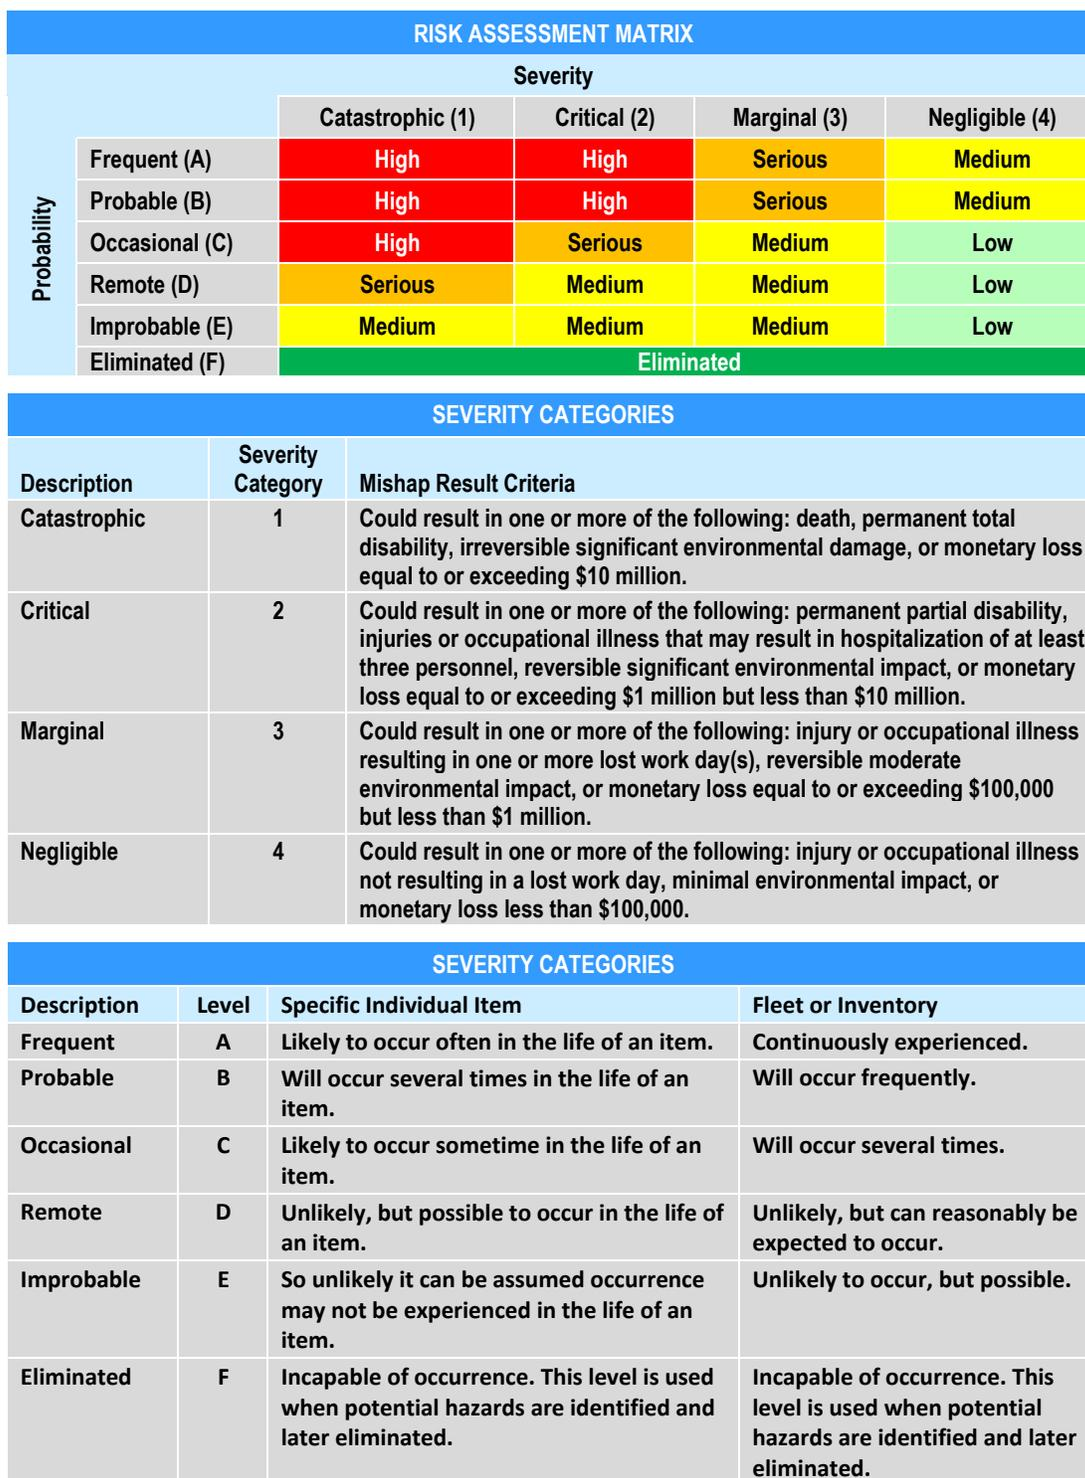 RISK ASSESSMENT MATRIX
Severity
Probability
Catastrophic (1) Critical (2) Marginal (3) Negligible (4)
Frequent (A) High High Serious Medium
Probable (B) High High Serious Medium
Occasional (C) High Serious Medium Low
Remote (D) Serious Medium Medium Low
Improbable (E) Medium Medium Medium Low
Eliminated (F) Eliminated
SEVERITY CATEGORIES
Description Severity Category Mishap Result Criteria
Catastrophic 1 Could result in one or more of the following: death, permanent total
disability, irreversible significant environmental damage, or monetary loss
equal to or exceeding $10 million.
Critical 2 Could result in one or more of the following: permanent partial disability,
injuries or occupational illness that may result in hospitalization of at least
three personnel, reversible significant environmental impact, or monetary
loss equal to or exceeding $1 million but less than $10 million.
Marginal 3 Could result in one or more of the following: injury or occupational illness
resulting in one or more lost work day(s), reversible moderate
environmental impact, or monetary loss equal to or exceeding $100,000
but less than $1 million.
Negligible 4 Could result in one or more of the following: injury or occupational illness
not resulting in a lost work day, minimal environmental impact, or
monetary loss less than $100,000.
SEVERITY CATEGORIES
Description Level Specific Individual Item Fleet or Inventory
Frequent A Likely to occur often in the life of an item. Continuously experienced.
Probable B Will occur several times in the life of an Will occur frequently.
item.
Occasional C Likely to occur sometime in the life of an Will occur several times.
item.
Remote D Unlikely, but possible to occur in the life of Unlikely, but can reasonably be
an item. expected to occur.
Improbable E So unlikely it can be assumed occurrence Unlikely to occur, but possible.
may not be experienced in the life of an
item.
Eliminated F Incapable of occurrence. This level is used Incapable of occurrence. This
when potential hazards are identified and level is used when potential
later eliminated. hazards are identified and later
eliminated.